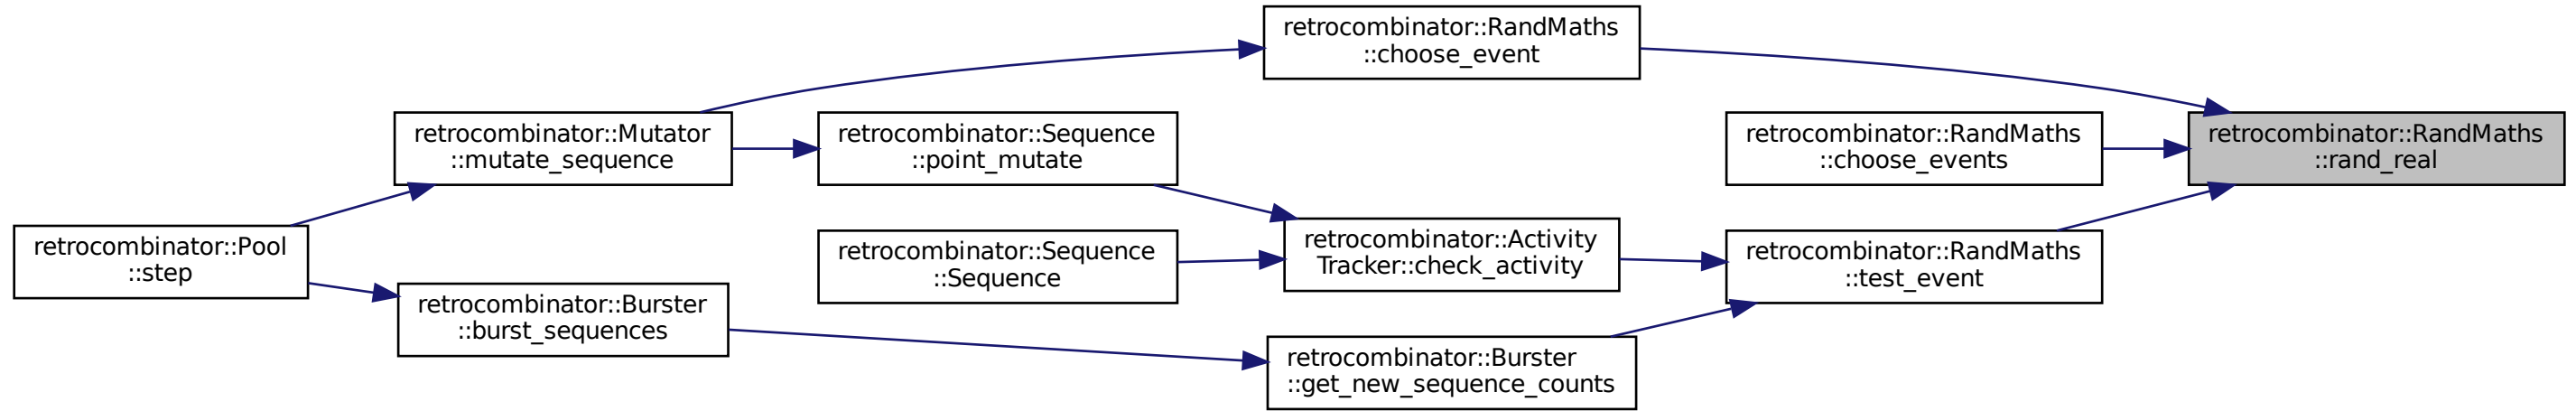 retrocombinator::RandMaths
::choose_event
retrocombinator::Mutator
::mutate_sequence
retrocombinator::Sequence
::point_mutate
retrocombinator::RandMaths
::choose_events
retrocombinator::RandMaths
::rand_real
retrocombinator::Pool
::step
retrocombinator::Sequence
::Sequence
retrocombinator::Activity
Tracker::check_activity
retrocombinator::RandMaths
::test_event
retrocombinator::Burster
::burst_sequences
retrocombinator::Burster
::get_new_sequence_counts